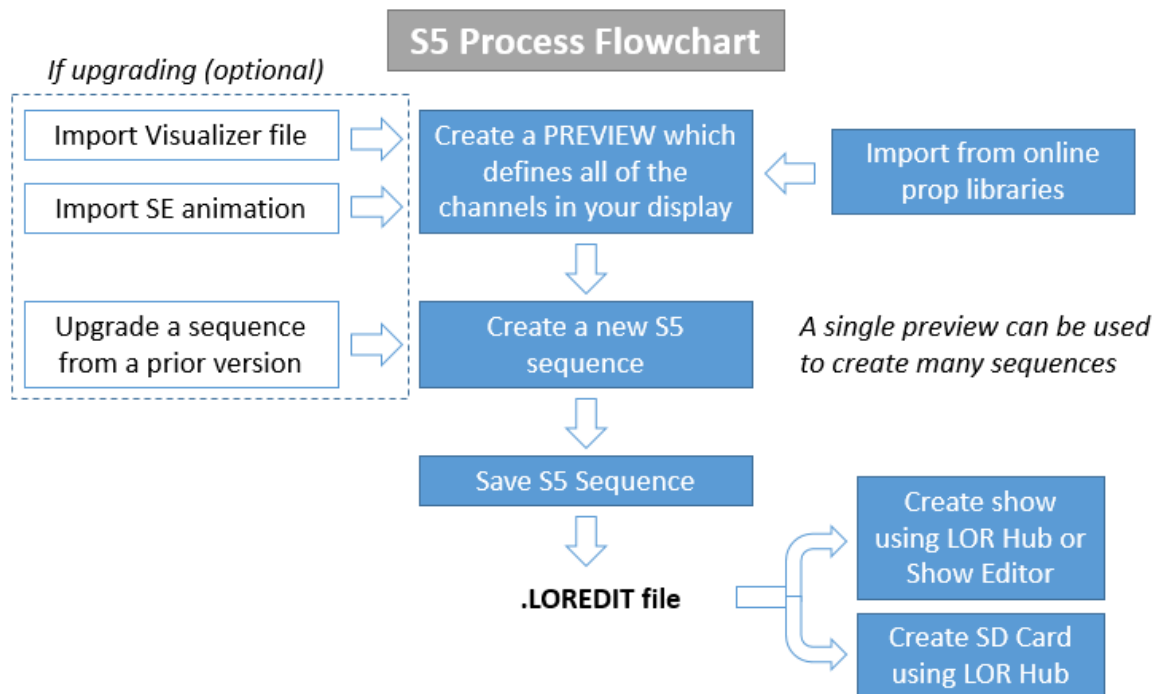 S5 Process Flowchart
If upgrading (optional)
Import Visualizer file
Import SE animation
Create a PREVIEW which
defines all of the
channels in your display
Import from online
prop libraries
Upgrade a sequence
from a prior version
Create a new S5
sequence
A single preview can be used
to create many sequences
Save S5 Sequence
.LOREDIT file
Create show
using LOR Hub or
Show Editor
Create SD Card
using LOR Hub